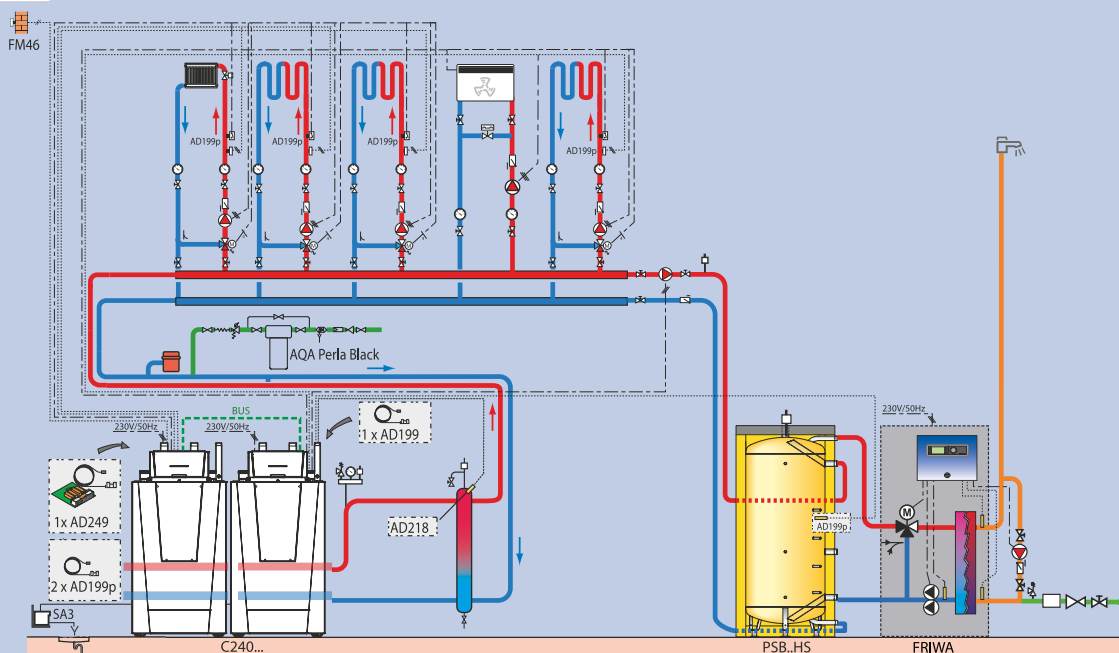 FM46
AD199p
AD199p
AD199p
AD199p
AQA Perla Black
BUS
230V/50Hz
230V/50Hz
1 x AD199
230V/50Hz
1x AD249
AD218
AD199p
M
M
M
M
M
2 x AD199p
SA3
C240...
PSB..HS
FRIWA